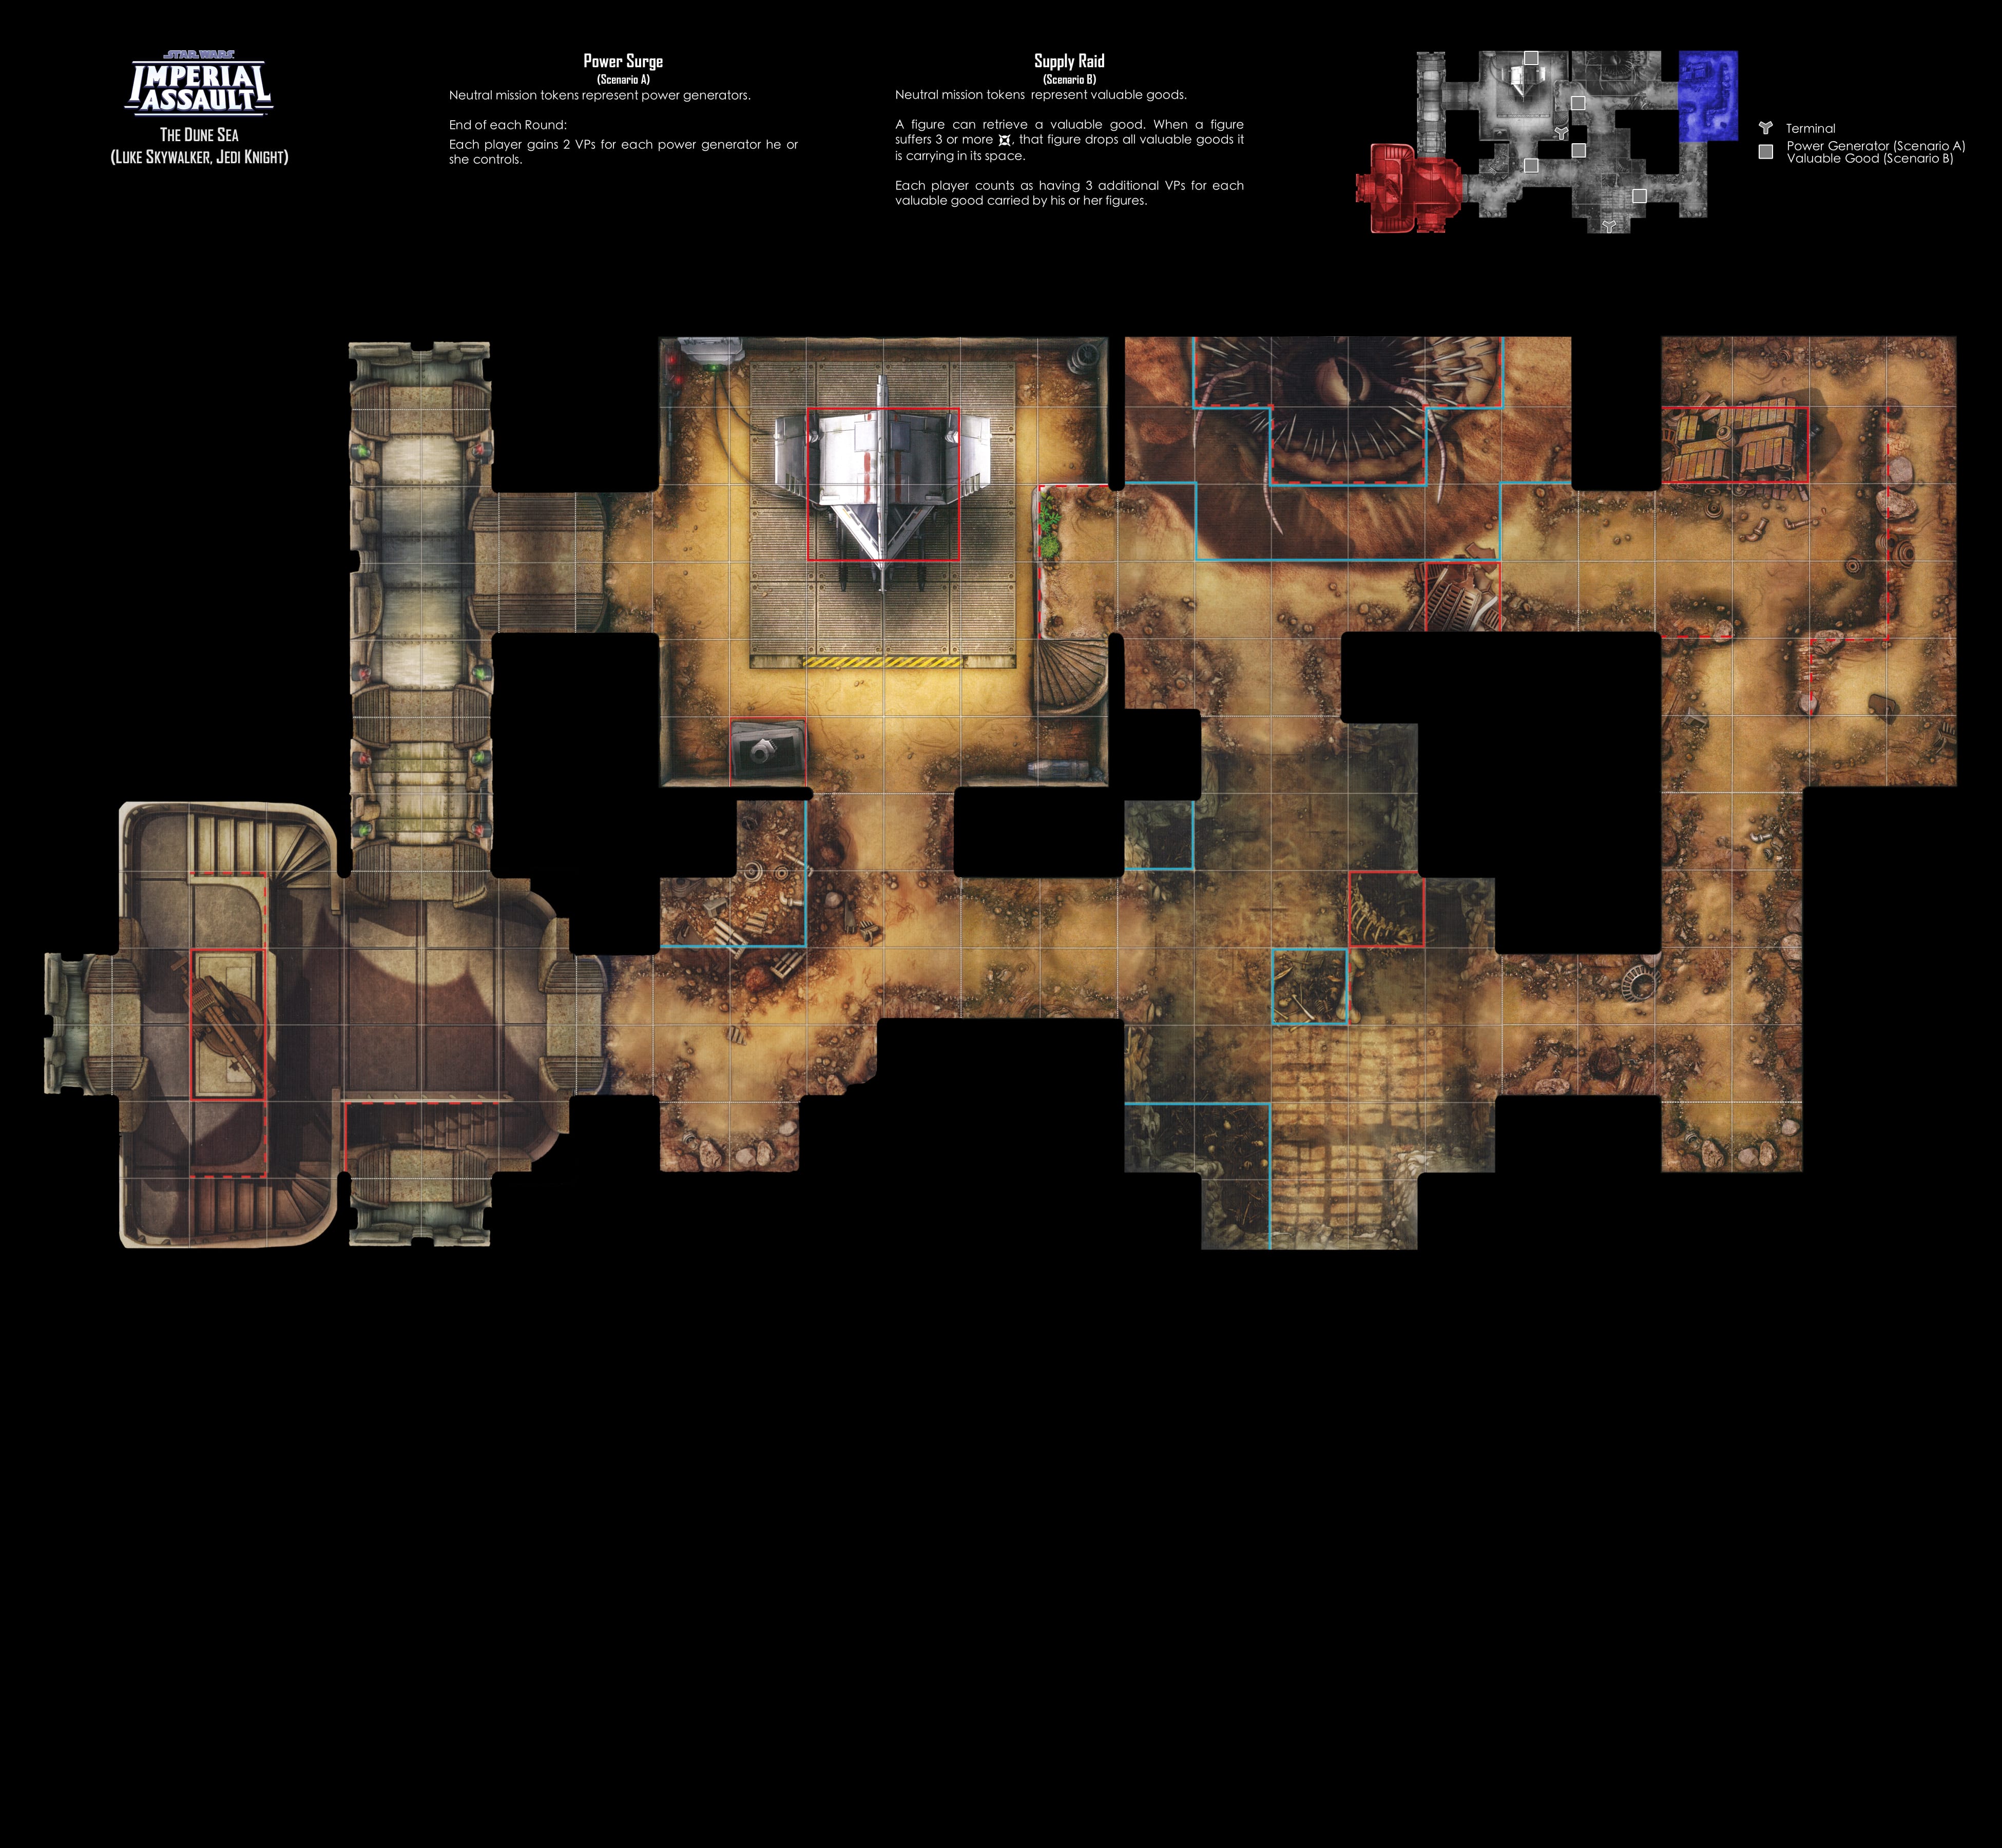 STAR WARS
IMPERIAL
ASSAULT
THE DUNE SEA
(LUKE SKYWALKER, JEDI KNIGHT)
Power Surge
(Scenario A)
Neutral mission tokens represent power generators.
End of each Round:
Each player gains 2 VPs for each power generator he or
she controls.
Supply Raid
(Scenario B)
Neutral mission tokens represent valuable goods.
A figure can retrieve a valuable good. When a figure
suffers 3 or more , that figure drops all valuable goods it
is carrying in its space.
Each player counts as having 3 additional VPs for each
valuable good carried by his or her figures.
Terminal
Power Generator (Scenario A)
Valuable Good (Scenario B)